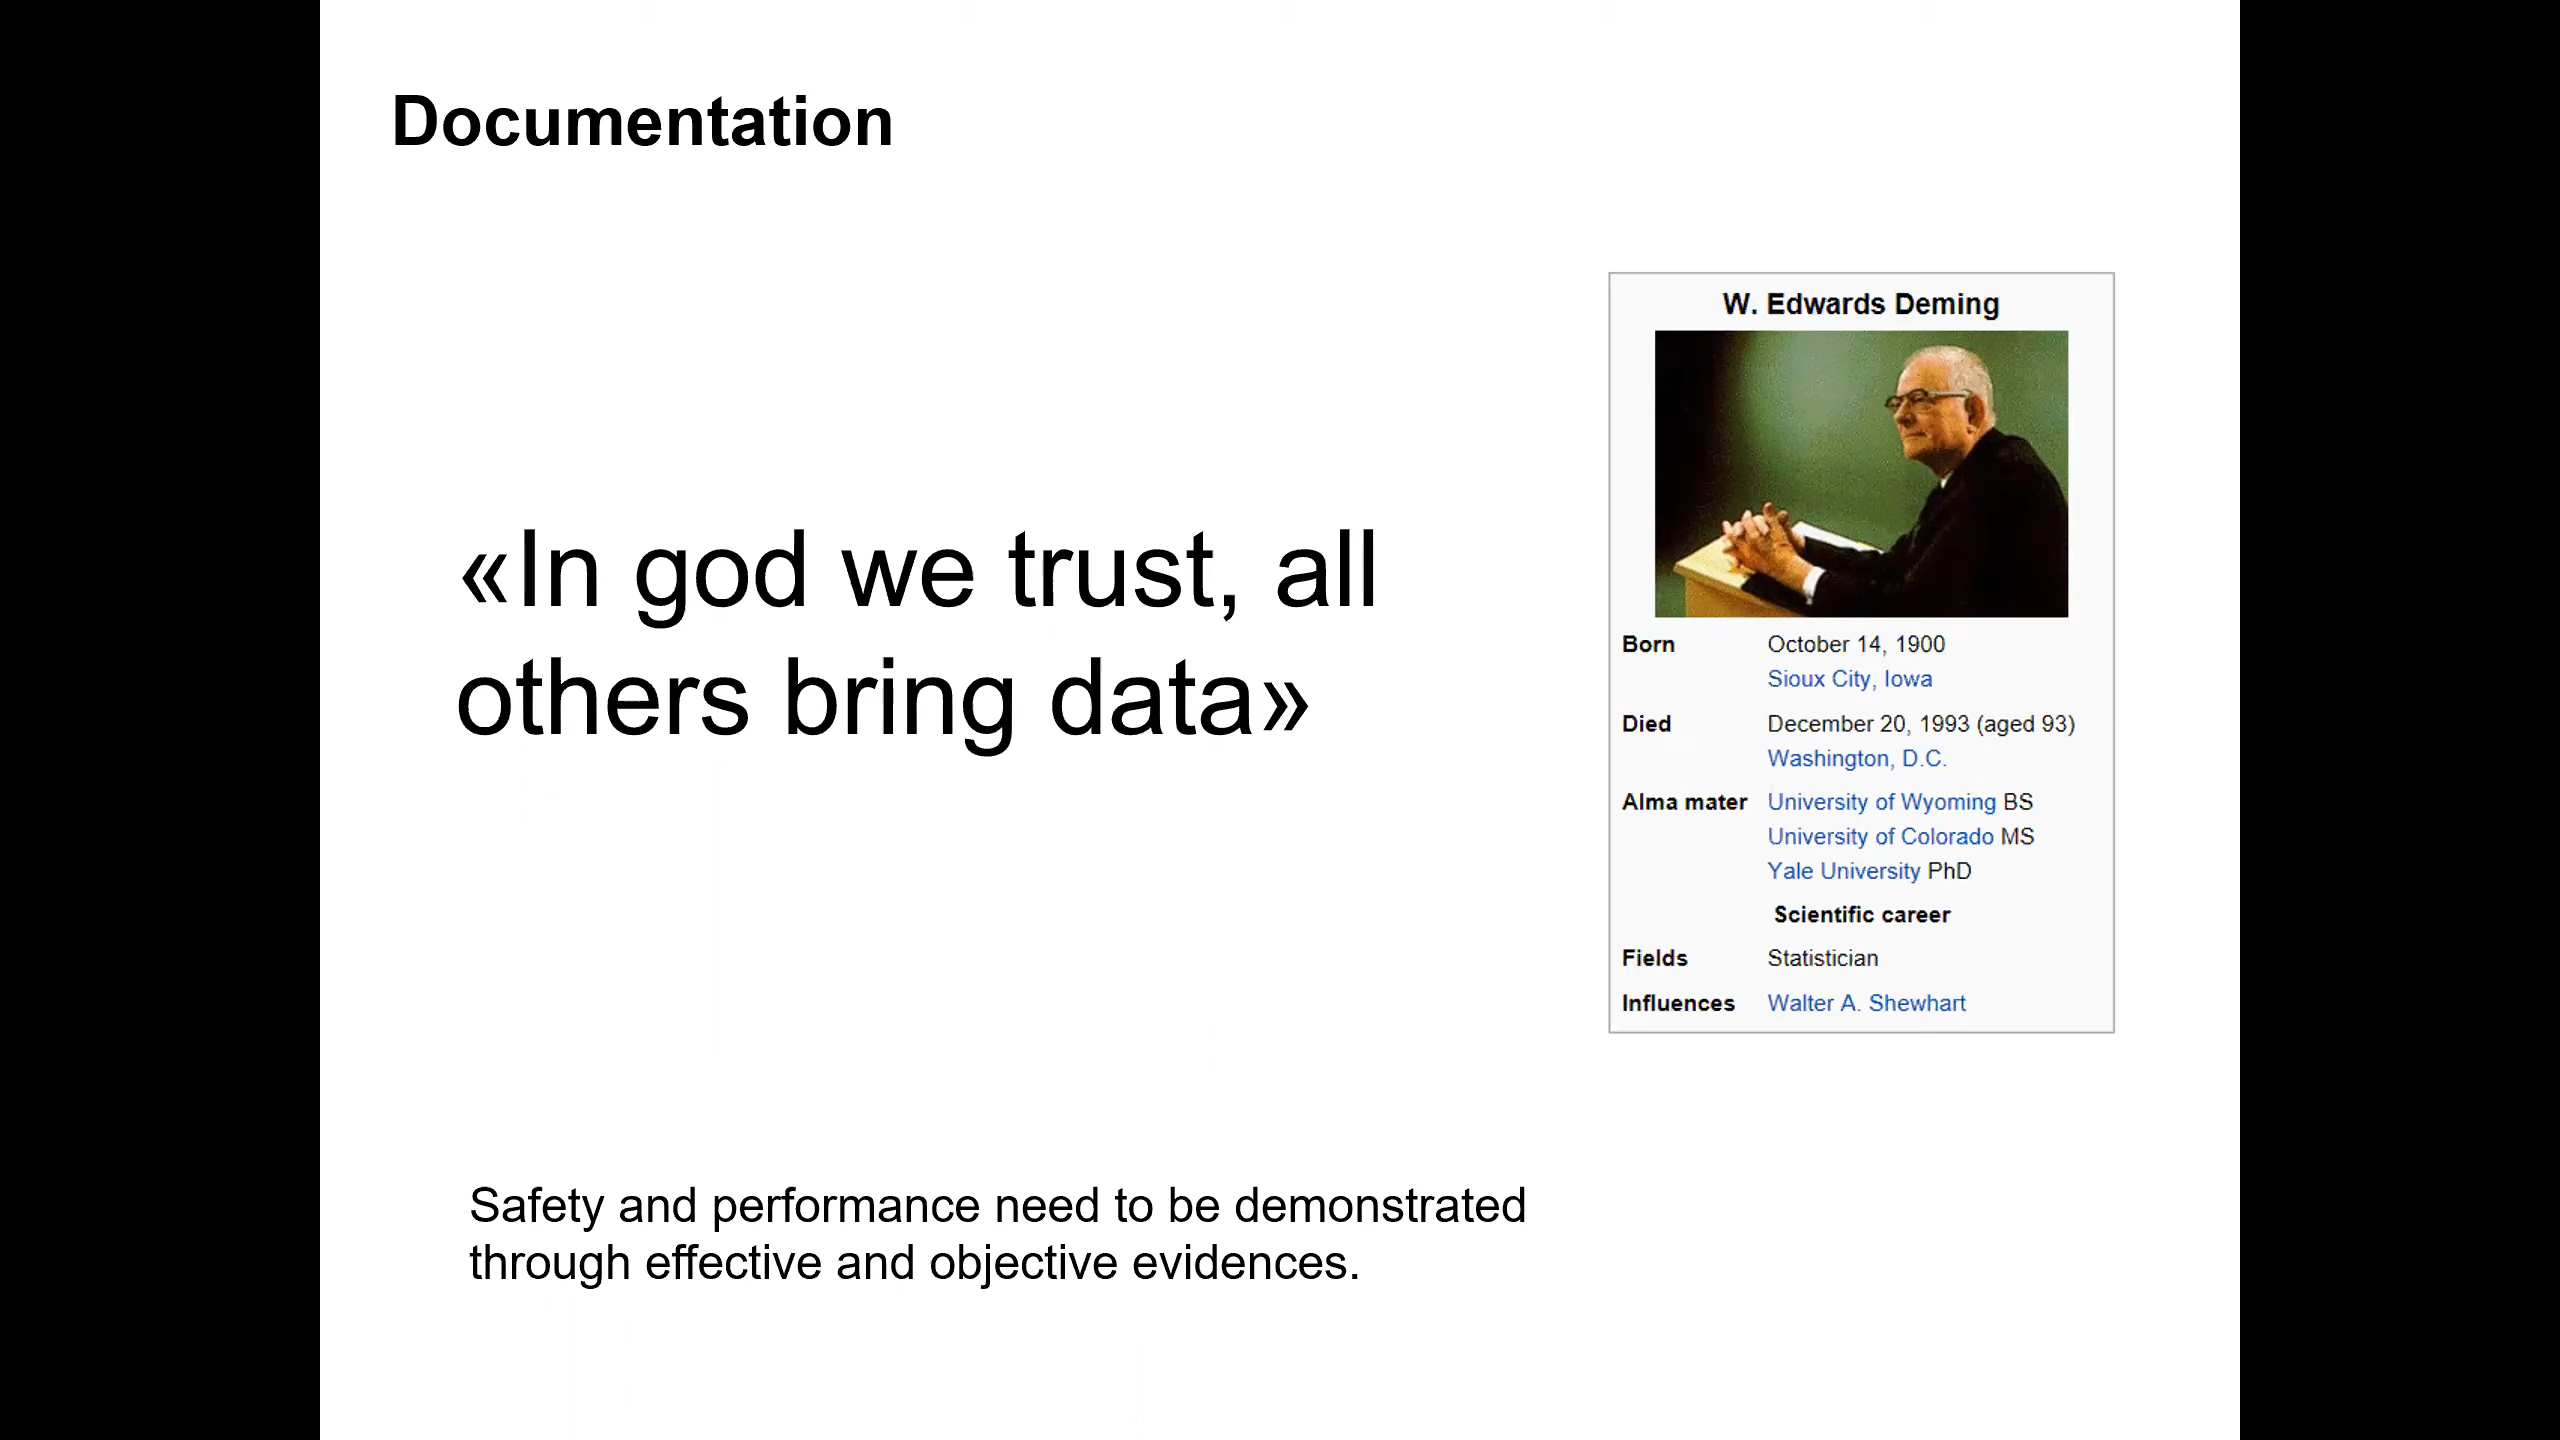 Documentation
«In god we trust, all
others bring data»
W. Edwards Deming
Born October 14, 1900
Sioux City, Iowa
Died December 20, 1993 (aged 93)
Washington, D.C.
Alma mater University of Wyoming BS
University of Colorado MS
Yale University PhD
Scientific career
Fields Statistician
Influences Walter A. Shewhart
Safety and performance need to be demonstrated
through effective and objective evidences.